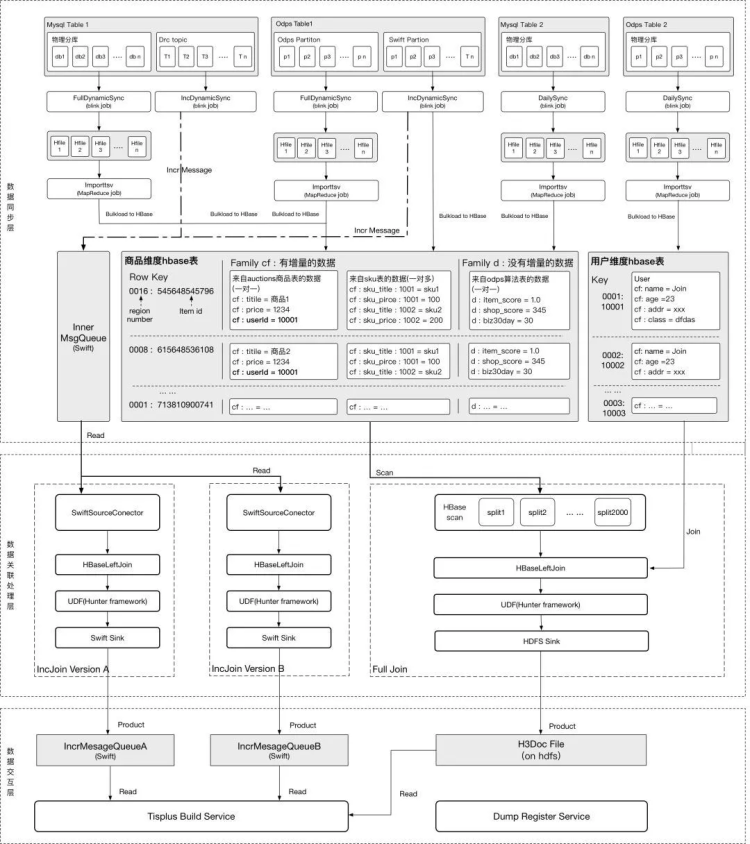 Mysql Table 1
物理分库
db1
db2
db3
....
db n
Drc topic
T1
T2
T3
....
T n
Odps Table1
Odps Partiton
p1
p2
p3
....
p n
Swift Partion
p1
p2
p3
....
p n
Mysql Table 2
物理分库
db1
db2
db3
....
db n
Odps Table 2
物理分库
p1
p2
p3
....
p n
FullDynamicSync
(blink job)
IncDynamicSync
(blink job)
FullDynamicSync
(blink job)
IncDynamicSync
(blink job)
DailySync
(blink job)
DailySync
(blink job)
Hfile 1
Hfile 2
Hfile 3
....
Hfile n
Hfile 1
Hfile 2
Hfile 3
....
Hfile n
Hfile 1
Hfile 2
Hfile 3
....
Hfile n
Hfile 1
Hfile 2
Hfile 3
....
Hfile n
Incr Message
Importtsv
(MapReduce job)
Importtsv
(MapReduce job)
Importtsv
(MapReduce job)
Importtsv
(MapReduce job)
Bulkload to HBase
Bulkload to HBase
Bulkload to HBase
Bulkload to HBase
Bulkload to HBase
Incr Message
数据同步层
Inner
MsgQueue
(Swift)
商品维度hbase表
Family cf : 有增量的数据
Family d : 没有增量的数据
Row Key
0016 : 545648545796
region number
Item id
来自auctions商品表的数据
(一对一)
cf : titile = 商品1
cf : price = 1234
cf : userId = 10001
来自sku表的数据(一对多)
cf : sku_title : 1001 = sku1
cf : sku_pirce : 1001 = 100
cf : sku_title : 1002 = sku2
cf : sku_price : 1002 = 200
来自odps算法表的数据
(一对一)
d : item_score = 1.0
d : shop_score = 345
d : biz30day = 30
0008 : 615648536108
cf : titile = 商品2
cf : price = 1234
cf : userId = 10001
cf : sku_title : 1001 = sku1
cf : sku_pirce : 1001 = 100
cf : sku_title : 1002 = sku2
d : item_score = 1.0
d : shop_score = 345
d : biz30day = 30
... ...
0001 : 713810900741
cf : ... = ...
cf : ... = ...
d : ... = ...
用户维度hbase表
Key
0001:
10001
User
cf: name = Join
cf: age =23
cf : addr = xxx
cf : class = dfdas
0002:
10002
cf: name = Join
cf: age =23
cf : addr = xxx
... ...
0003:
10003
cf : ... = ...
Read
Read
Scan
Join
数据关联处理层
SwiftSourceConector
HBaseLeftJoin
UDF(Hunter framework)
Swift Sink
IncJoin Version A
SwiftSourceConector
HBaseLeftJoin
UDF(Hunter framework)
Swift Sink
IncJoin Version B
HBase
scan
split1
split2
... ...
split2000
HBaseLeftJoin
UDF(Hunter framework)
HDFS Sink
Full Join
Product
Product
Product
数据交互层
IncrMesageQueueA
(Swift)
IncrMesageQueueB
(Swift)
H3Doc File
(on hdfs)
Read
Read
Read
Tisplus Build Service
Dump Register Service